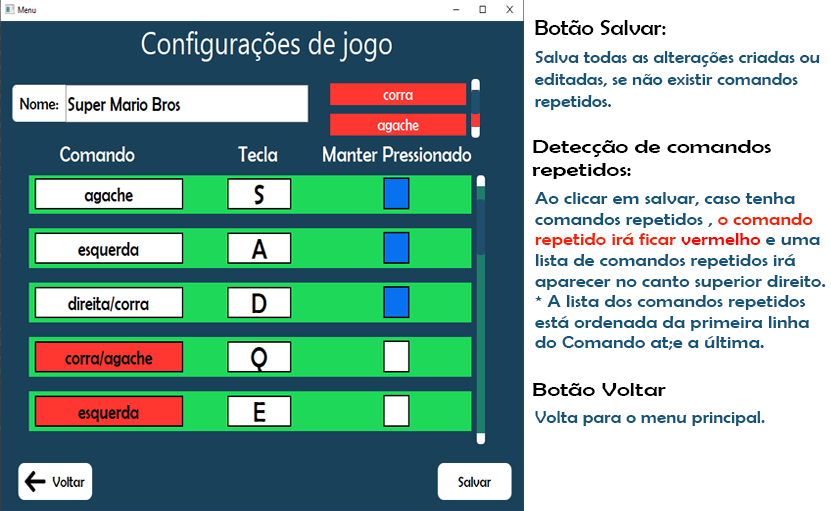 Menu
Configurações de jogo
Nome: Super Mario Bros
corra
agache
Comando Tecla Manter Pressionado
agache S
esquerda A
direita/corra D
corra/agache Q
esquerda E
Voltar
Salvar
Botão Salvar:
Salva todas as alterações criadas ou
editadas, se não existir comandos
repetidos.
Detecção de comandos
repetidos:
Ao clicar em salvar, caso tenha
comandos repetidos , o comando
repetido irá ficar vermelho e uma
lista de comandos repetidos irá
aparecer no canto superior direito.
* A lista dos comandos repetidos
está ordenada da primeira linha
do Comando at;e a última.
Botão Voltar
Volta para o menu principal.